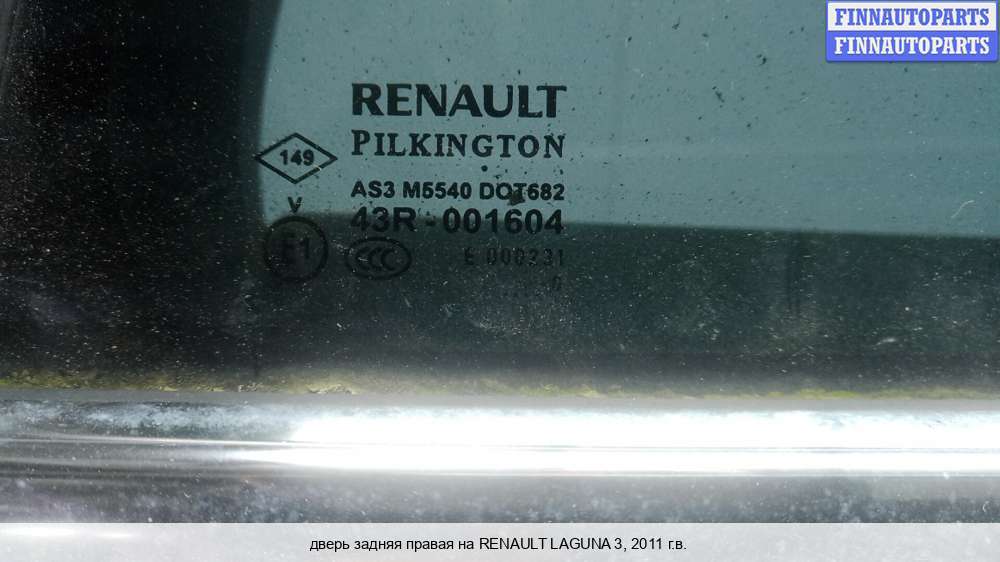 FINNAUTOPARTS
FINNAUTOPARTS
RENAULT
PILKINGTON
149
AS3 M5540 DOT682
V
43R-001604
E1
CCC
E 000331
дверь задняя правая на RENAULT LAGUNA 3, 2011 г.в.